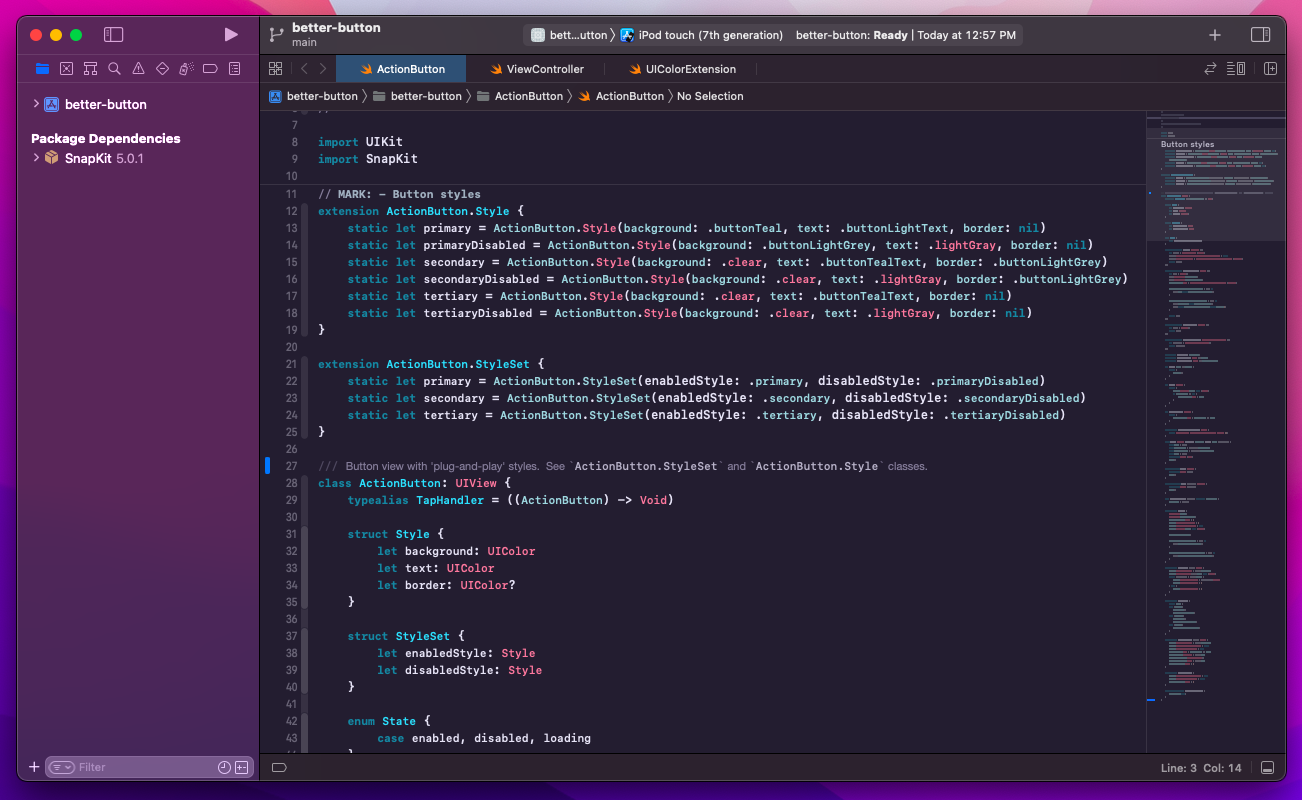 better-button
main
bett...utton 〉 iPod touch (7th generation) better-button: Ready | Today at 12:57 PM
ActionButton ViewController UIColorExtension
better-button 〉 better-button 〉 ActionButton 〉 ActionButton 〉 No Selection
better-button
Package Dependencies
SnapKit 5.0.1
7
8 import UIKit
9 import SnapKit
10
11 // MARK: - Button styles
12 extension ActionButton.Style {
13 static let primary = ActionButton.Style(background: .buttonTeal, text: .buttonLightText, border: nil)
14 static let primaryDisabled = ActionButton.Style(background: .buttonLightGrey, text: .lightGray, border: nil)
15 static let secondary = ActionButton.Style(background: .clear, text: .buttonTealText, border: .buttonLightGrey)
16 static let secondaryDisabled = ActionButton.Style(background: .clear, text: .lightGray, border: .buttonLightGrey)
17 static let tertiary = ActionButton.Style(background: .clear, text: .buttonTealText, border: nil)
18 static let tertiaryDisabled = ActionButton.Style(background: .clear, text: .lightGray, border: nil)
19 }
20
21 extension ActionButton.StyleSet {
22 static let primary = ActionButton.StyleSet(enabledStyle: .primary, disabledStyle: .primaryDisabled)
23 static let secondary = ActionButton.StyleSet(enabledStyle: .secondary, disabledStyle: .secondaryDisabled)
24 static let tertiary = ActionButton.StyleSet(enabledStyle: .tertiary, disabledStyle: .tertiaryDisabled)
25 }
26
27 /// Button view with 'plug-and-play' styles. See `ActionButton.StyleSet` and `ActionButton.Style` classes.
28 class ActionButton: UIView {
29 typealias TapHandler = ((ActionButton) -> Void)
30
31 struct Style {
32 let background: UIColor
33 let text: UIColor
34 let border: UIColor?
35 }
36
37 struct StyleSet {
38 let enabledStyle: Style
39 let disabledStyle: Style
40 }
41
42 enum State {
43 case enabled, disabled, loading
Button styles
Filter
Line: 3 Col: 14